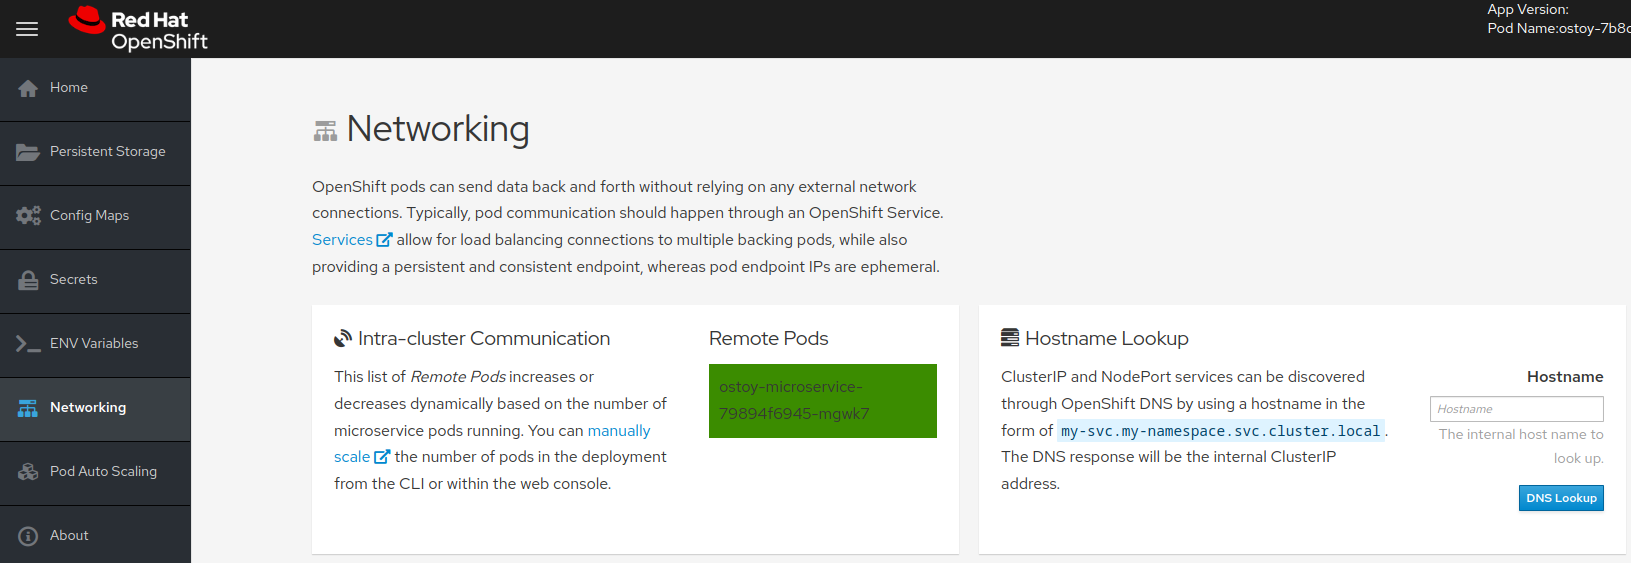 Red Hat
OpenShift
App Version:
Pod Name:ostoy-7b8c
Home
Persistent Storage
Config Maps
Secrets
ENV Variables
Networking
Pod Auto Scaling
About
Networking
OpenShift pods can send data back and forth without relying on any external network
connections. Typically, pod communication should happen through an OpenShift Service.
Services allow for load balancing connections to multiple backing pods, while also
providing a persistent and consistent endpoint, whereas pod endpoint IPs are ephemeral.
Intra-cluster Communication
This list of Remote Pods increases or
decreases dynamically based on the number of
microservice pods running. You can manually
scale the number of pods in the deployment
from the CLI or within the web console.
Remote Pods
ostoy-microservice-
79894f6945-mgwk7
Hostname Lookup
ClusterIP and NodePort services can be discovered
through OpenShift DNS by using a hostname in the
form of my-svc.my-namespace.svc.cluster.local.
The DNS response will be the internal ClusterIP
address.
Hostname
Hostname
The internal host name to
look up.
DNS Lookup